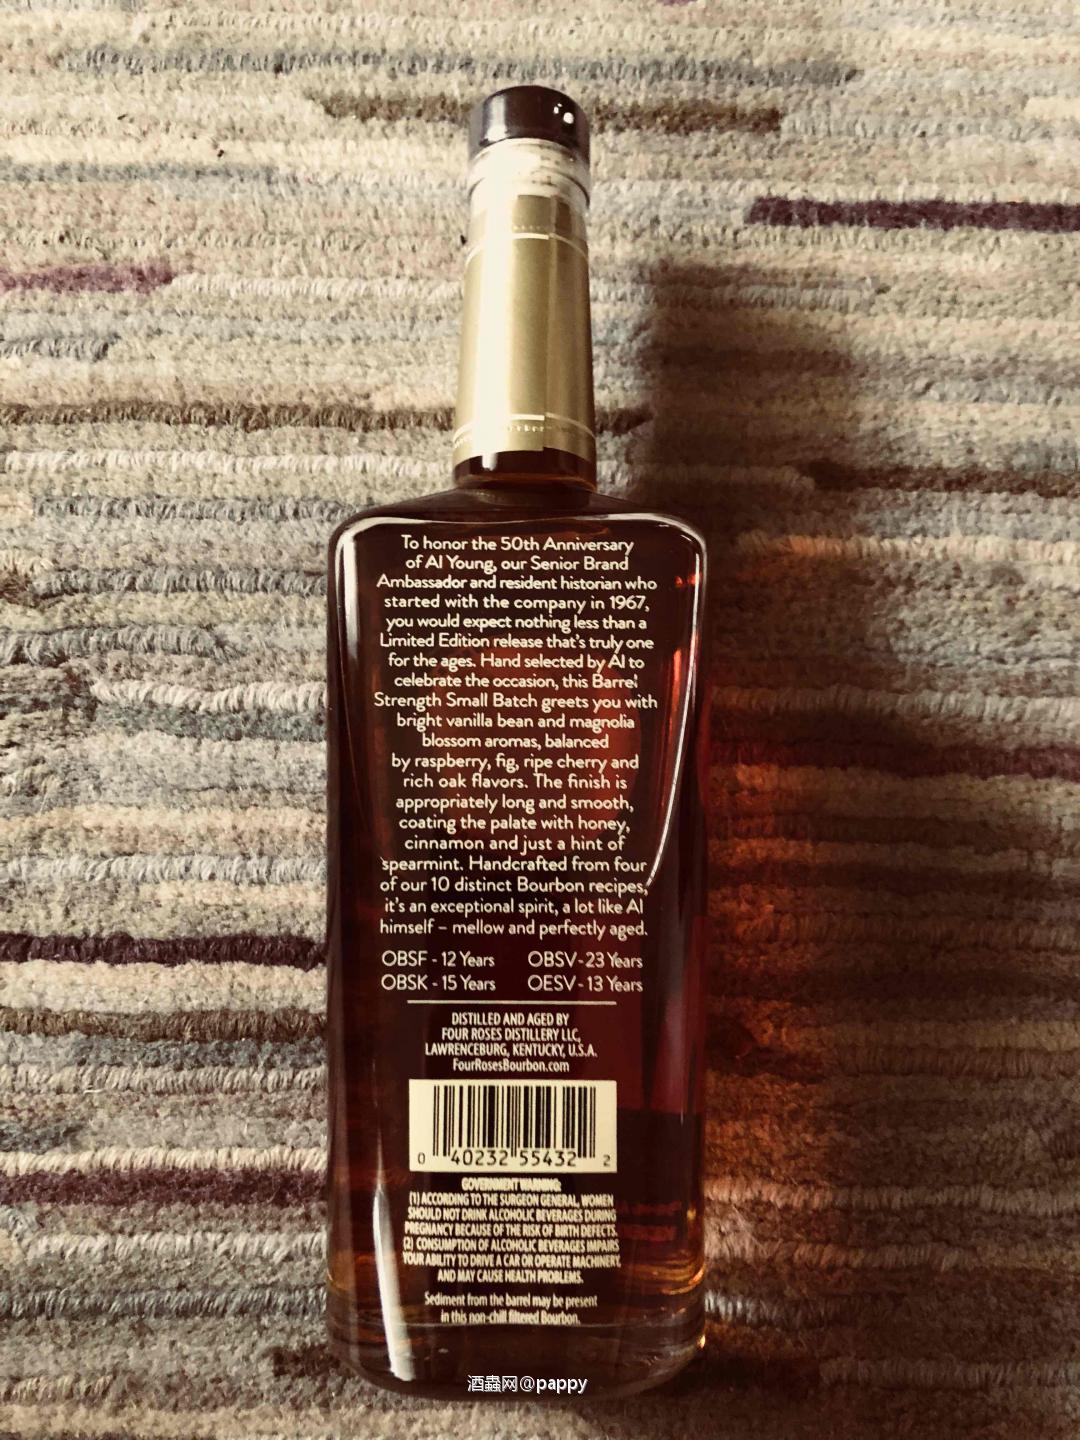 To honor the 50th Anniversary
of Al Young, our Senior Brand
Ambassador and resident historian who
started with the company in 1967,
you would expect nothing less than a
Limited Edition release that's truly one
for the ages. Hand selected by Al to
celebrate the occasion, this Barrel
Strength Small Batch greets you with
bright vanilla bean and magnolia
blossom aromas, balanced
by raspberry, fig, ripe cherry and
rich oak flavors. The finish is
appropriately long and smooth,
coating the palate with honey,
cinnamon and just a hint of
spearmint. Handcrafted from four
of our 10 distinct Bourbon recipes,
it's an exceptional spirit, a lot like Al
himself – mellow and perfectly aged.
OBSF - 12 Years OBSV - 23 Years
OBSK - 15 Years OESV - 13 Years
DISTILLED AND AGED BY
FOUR ROSES DISTILLERY LLC,
LAWRENCEBURG, KENTUCKY, U.S.A.
FourRosesBourbon.com
0 40232 55432 2
GOVERNMENT WARNING:
(1) ACCORDING TO THE SURGEON GENERAL, WOMEN
SHOULD NOT DRINK ALCOHOLIC BEVERAGES DURING
PREGNANCY BECAUSE OF THE RISK OF BIRTH DEFECTS.
(2) CONSUMPTION OF ALCOHOLIC BEVERAGES IMPAIRS
YOUR ABILITY TO DRIVE A CAR OR OPERATE MACHINERY,
AND MAY CAUSE HEALTH PROBLEMS.
Sediment from the barrel may be present
in this non-chill filtered Bourbon.
酒蟲网@pappy